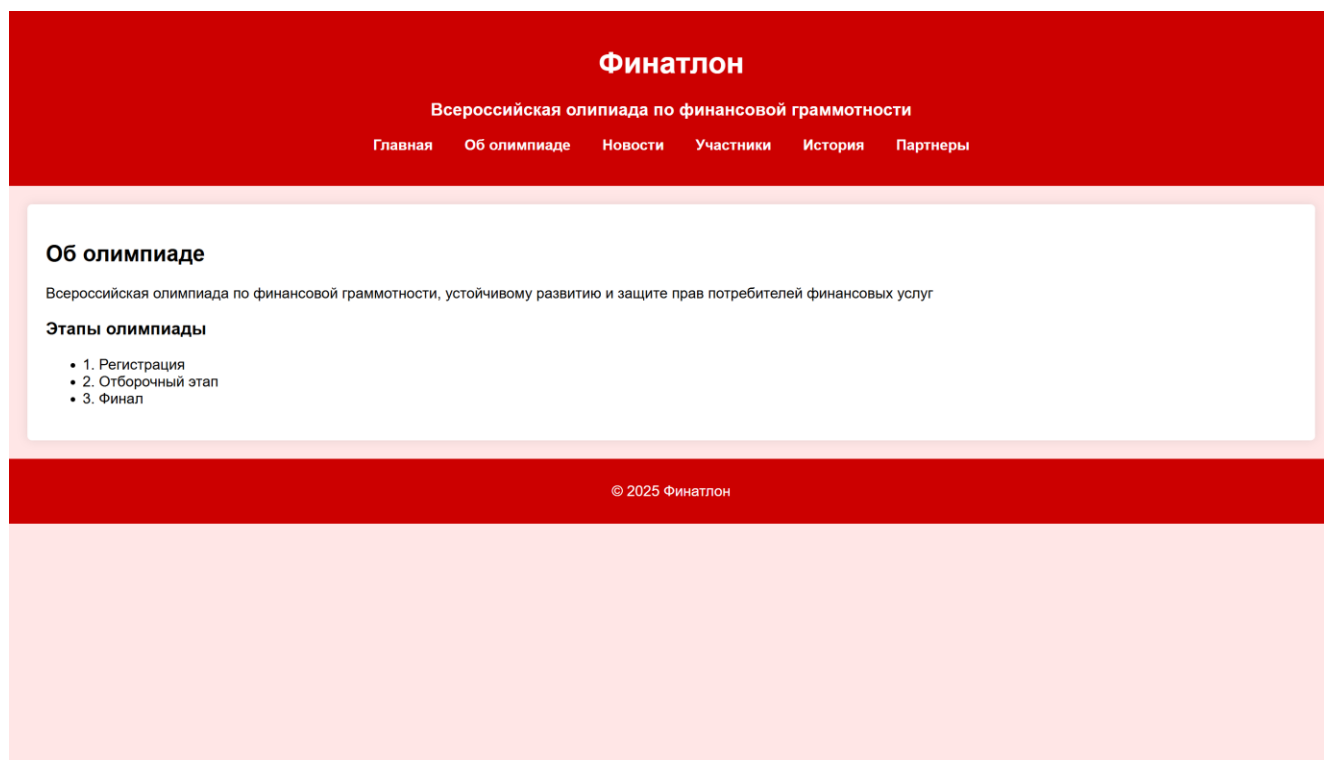 Финатлон
Всероссийская олипиада по финансовой граммотности
Главная Об олимпиаде Новости Участники История Партнеры
Об олимпиаде
Всероссийская олимпиада по финансовой граммотности, устойчивому развитию и защите прав потребителей финансовых услуг
Этапы олимпиады
• 1. Регистрация
• 2. Отборочный этап
• 3. Финал
© 2025 Финатлон